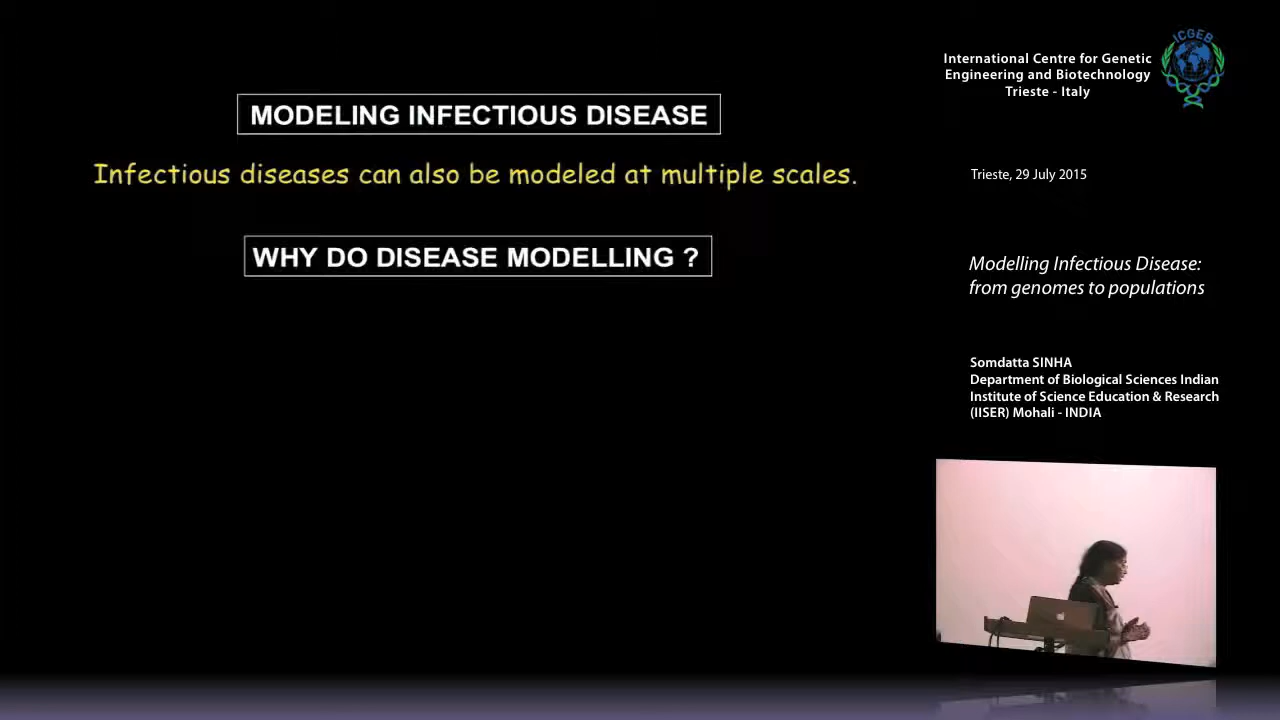 MODELING INFECTIOUS DISEASE
Infectious diseases can also be modeled at multiple scales.
WHY DO DISEASE MODELLING ?
ICGEB
International Centre for Genetic
Engineering and Biotechnology
Trieste - Italy
Trieste, 29 July 2015
Modelling Infectious Disease:
from genomes to populations
Somdatta SINHA
Department of Biological Sciences Indian
Institute of Science Education & Research
(IISER) Mohali - INDIA